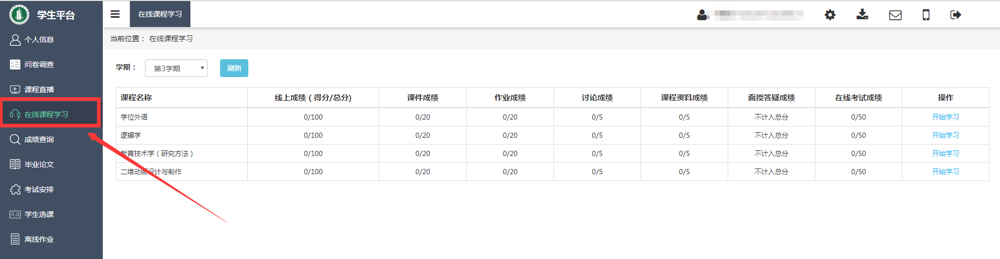 学生平台
在线课程学习
个人信息
问卷调查
课程直播
在线课程学习
成绩查询
毕业论文
考试安排
学生选课
离线作业
当前位置： 在线课程学习
学期： 第3学期 刷新
课程名称 线上成绩（得分/总分) 课件成绩 作业成绩 讨论成绩 课程资料成绩 面授答疑成绩 在线考试成绩 操作
学位外语 0/100 0/20 0/20 0/5 0/5 不计入总分 0/50 开始学习
逻辑学 0/100 0/20 0/20 0/5 0/5 不计入总分 0/50 开始学习
教育技术学（研究方法） 0/100 0/20 0/20 0/5 0/5 不计入总分 0/50 开始学习
二维动画设计与制作 0/100 0/20 0/20 0/5 0/5 不计入总分 0/50 开始学习